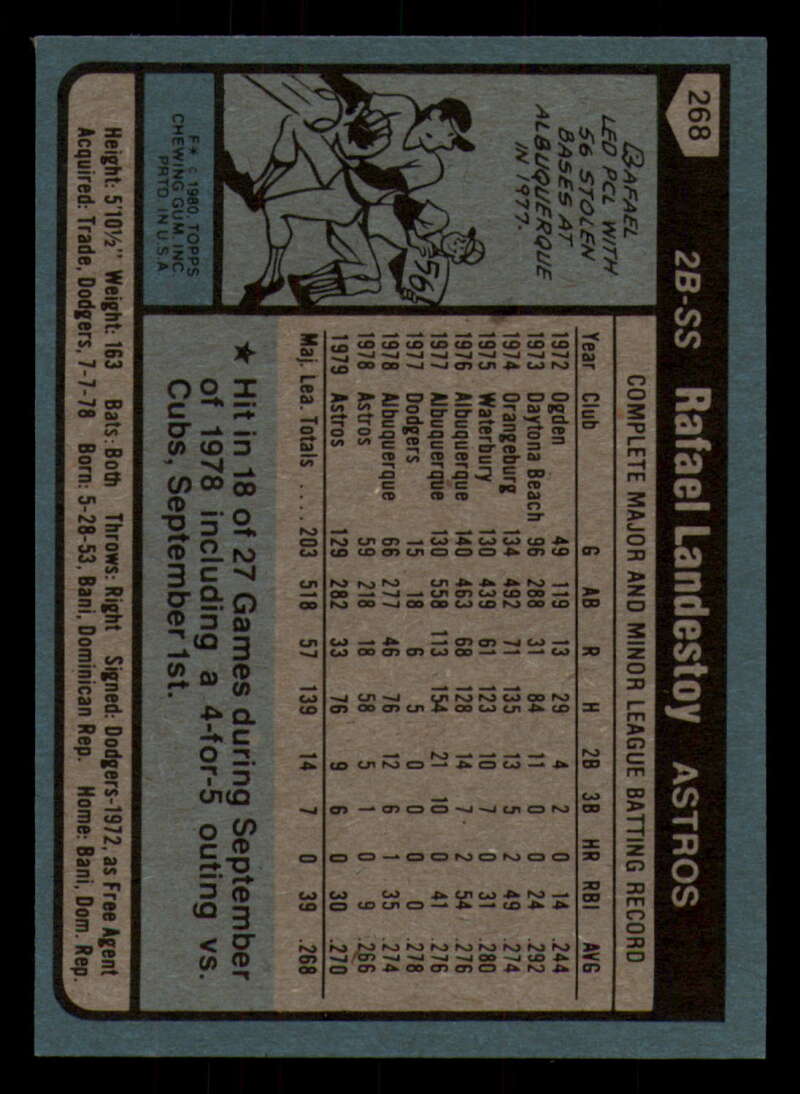 268
2B-SS Rafael Landestoy ASTROS
RAFAEL
LED PCL WITH
56 STOLEN
BASES AT
ALBUQUERQUE
IN 1977.
56
F* © 1980 TOPPS
CHEWING GUM, INC.
PRTD. IN U.S.A.
COMPLETE MAJOR AND MINOR LEAGUE BATTING RECORD
Year Club G AB R H 2B 3B HR RBI AVG
1972 Ogden 49 119 13 29 4 2 0 14 .244
1973 Daytona Beach 96 288 31 84 11 0 0 24 .292
1974 Orangeburg 134 492 71 135 13 5 2 49 .274
1975 Waterbury 130 439 61 123 10 7 0 31 .280
1976 Albuquerque 140 463 68 128 14 7 2 54 .276
1977 Albuquerque 130 558 113 154 21 10 0 41 .276
1977 Dodgers 15 18 6 5 0 0 0 0 .278
1978 Albuquerque 66 277 46 76 12 6 1 35 .274
1978 Astros 59 218 18 58 5 1 0 9 .266
1979 Astros 129 282 33 76 9 6 0 30 .270
Maj. Lea. Totals .... 203 518 57 139 14 7 0 39 .268
★ Hit in 18 of 27 Games during September
of 1978 including a 4-for-5 outing vs.
Cubs, September 1st.
Height: 5'10½" Weight: 163 Bats: Both Throws: Right Signed: Dodgers-1972, as Free Agent
Acquired: Trade, Dodgers, 7-7-78 Born: 5-28-53, Bani, Dominican Rep. Home: Bani, Dom. Rep.